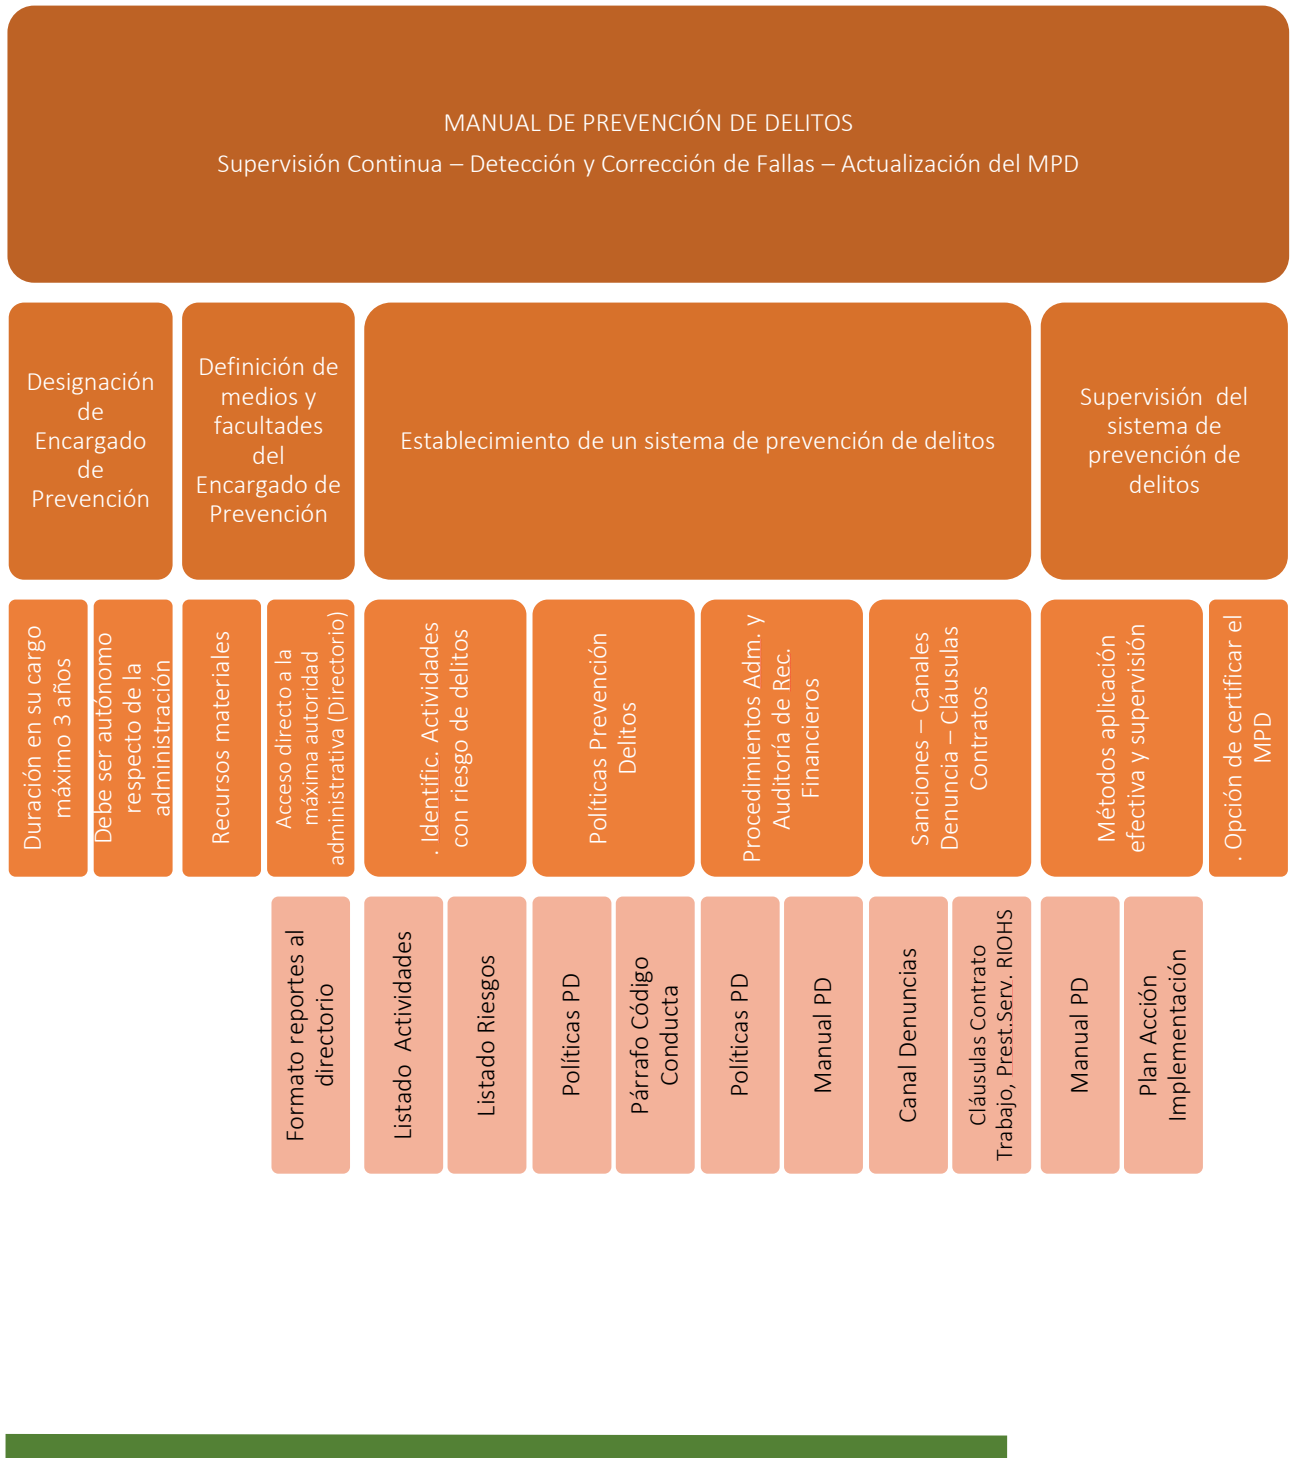 MANUAL DE PREVENCIÓN DE DELITOS
Supervisión Continua – Detección y Corrección de Fallas – Actualización del MPD
Designación
de
Encargado
de
Prevención
Definición de
medios y
facultades
del
Encargado de
Prevención
Establecimiento de un sistema de prevención de delitos
Supervisión  del
sistema de
prevención de
delitos
Duración en su cargo
máximo 3 años
Debe ser autónomo
respecto de la
administración
Recursos materiales
Acceso directo a la
máxima autoridad
administrativa (Directorio)
. Identific. Actividades
con riesgo de delitos
Políticas Prevención
Delitos
Procedimientos Adm. y
Auditoría de Rec.
Financieros
Sanciones – Canales
Denuncia – Cláusulas
Contratos
Métodos aplicación
efectiva y supervisión
. Opción de certificar el
MPD
Formato reportes al
directorio
Listado  Actividades
Listado Riesgos
Políticas PD
Párrafo Código
Conducta
Políticas PD
Manual PD
Canal Denuncias
Cláusulas Contrato
Trabajo, Prest.Serv. RIOHS
Manual PD
Plan Acción
Implementación